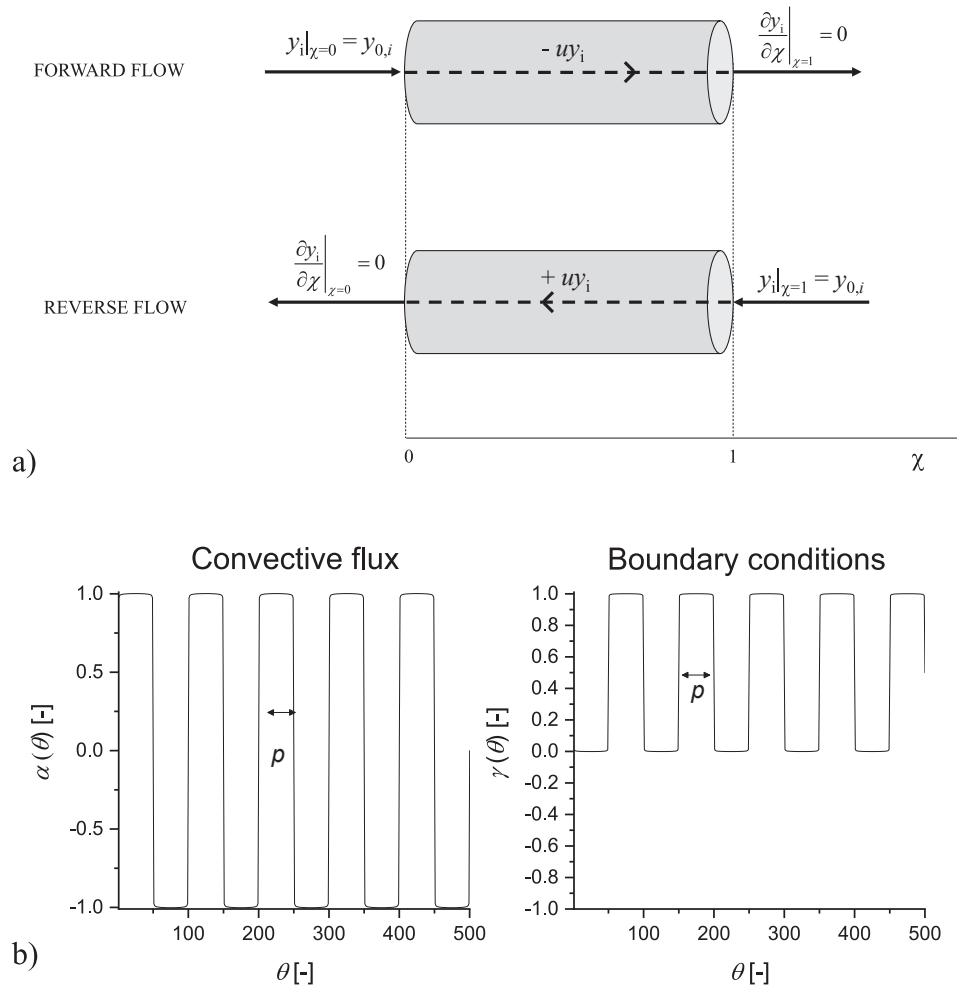 y_i|_{χ=0} = y_{0,i}
- uy_i
∂y_i/∂χ|_{χ=1} = 0
FORWARD FLOW
∂y_i/∂χ|_{χ=0} = 0
+ uy_i
y_i|_{χ=1} = y_{0,i}
REVERSE FLOW
0
1
χ
a)
Convective flux
1.0
0.5
0.0
-0.5
-1.0
α(θ) [-]
p
100
200
300
400
500
θ [-]
Boundary conditions
1.0
0.8
0.6
0.4
0.2
0.0
-0.2
-0.4
-0.6
-0.8
-1.0
γ(θ) [-]
p
100
200
300
400
500
θ [-]
b)